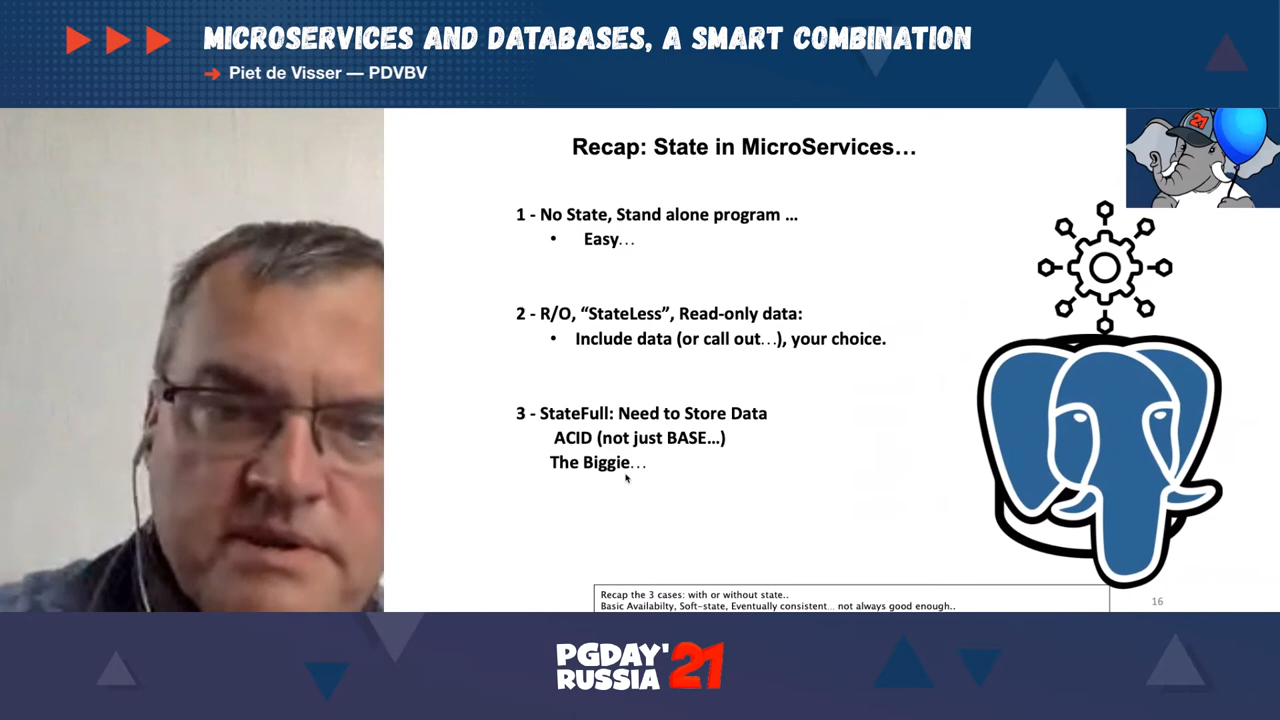 MICROSERVICES AND DATABASES, A SMART COMBINATION
Piet de Visser — PDVBV
21
Recap: State in MicroServices…
1 - No State, Stand alone program …
• Easy…
2 - R/O, “StateLess”, Read-only data:
• Include data (or call out…), your choice.
3 - StateFull: Need to Store Data
ACID (not just BASE…)
The Biggie…
Recap the 3 cases: with or without state..
Basic Availabilty, Soft-state, Eventually consistent… not always good enough..
16
PGDAY'21
RUSSIA